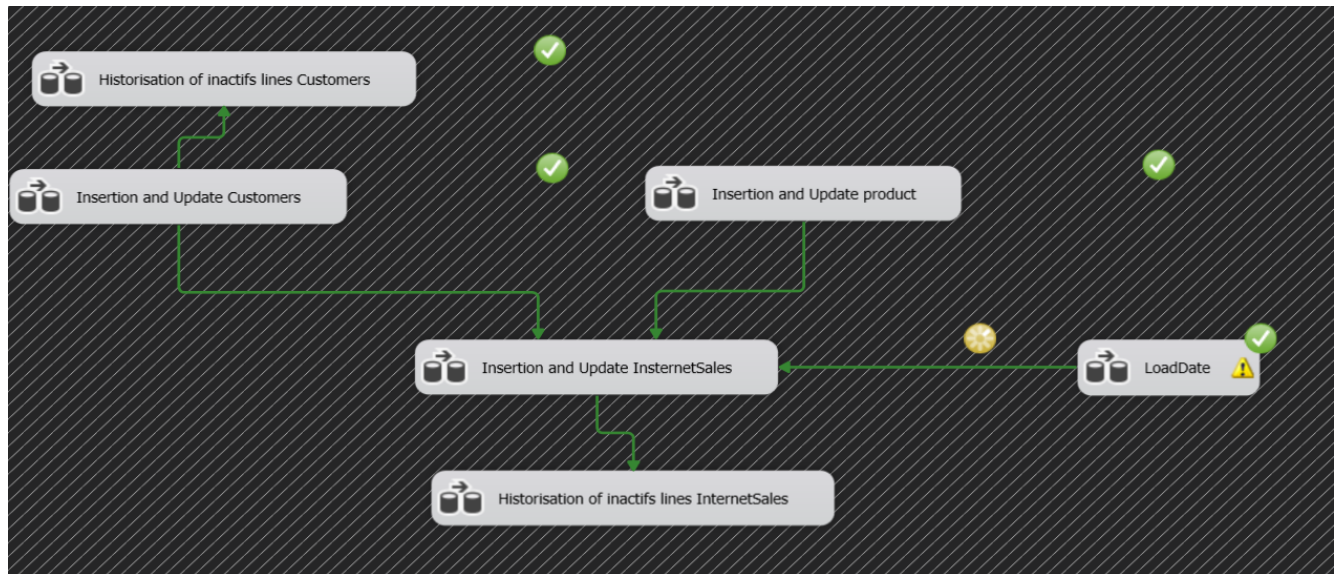 Historisation of inactifs lines Customers
Insertion and Update Customers
Insertion and Update product
Insertion and Update InsternetSales
LoadDate
Historisation of inactifs lines InternetSales